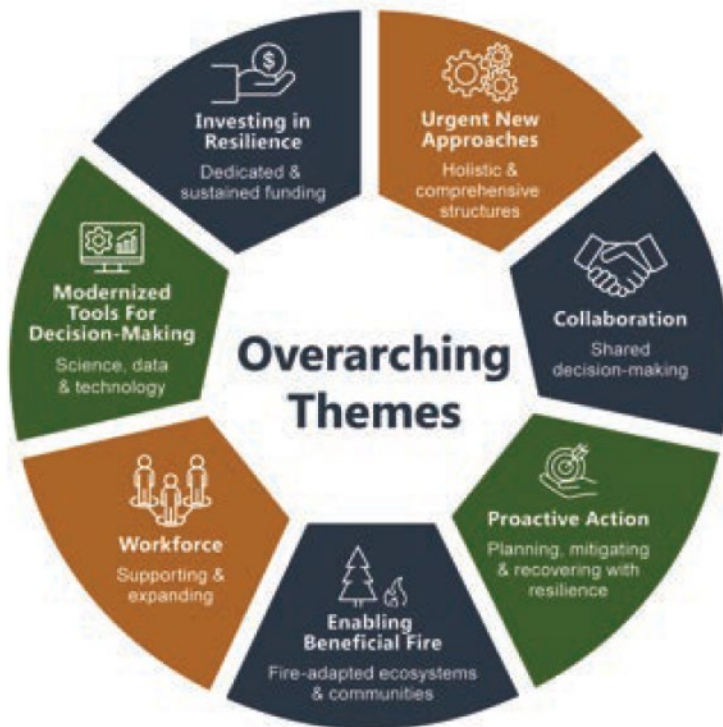 Overarching
Themes
Urgent New
Approaches
Holistic &
comprehensive
structures
Collaboration
Shared
decision-making
Proactive Action
Planning, mitigating
& recovering with
resilience
Enabling
Beneficial Fire
Fire-adapted ecosystems
& communities
Workforce
Supporting &
expanding
Modernized
Tools For
Decision-Making
Science, data
& technology
$
Investing in
Resilience
Dedicated &
sustained funding